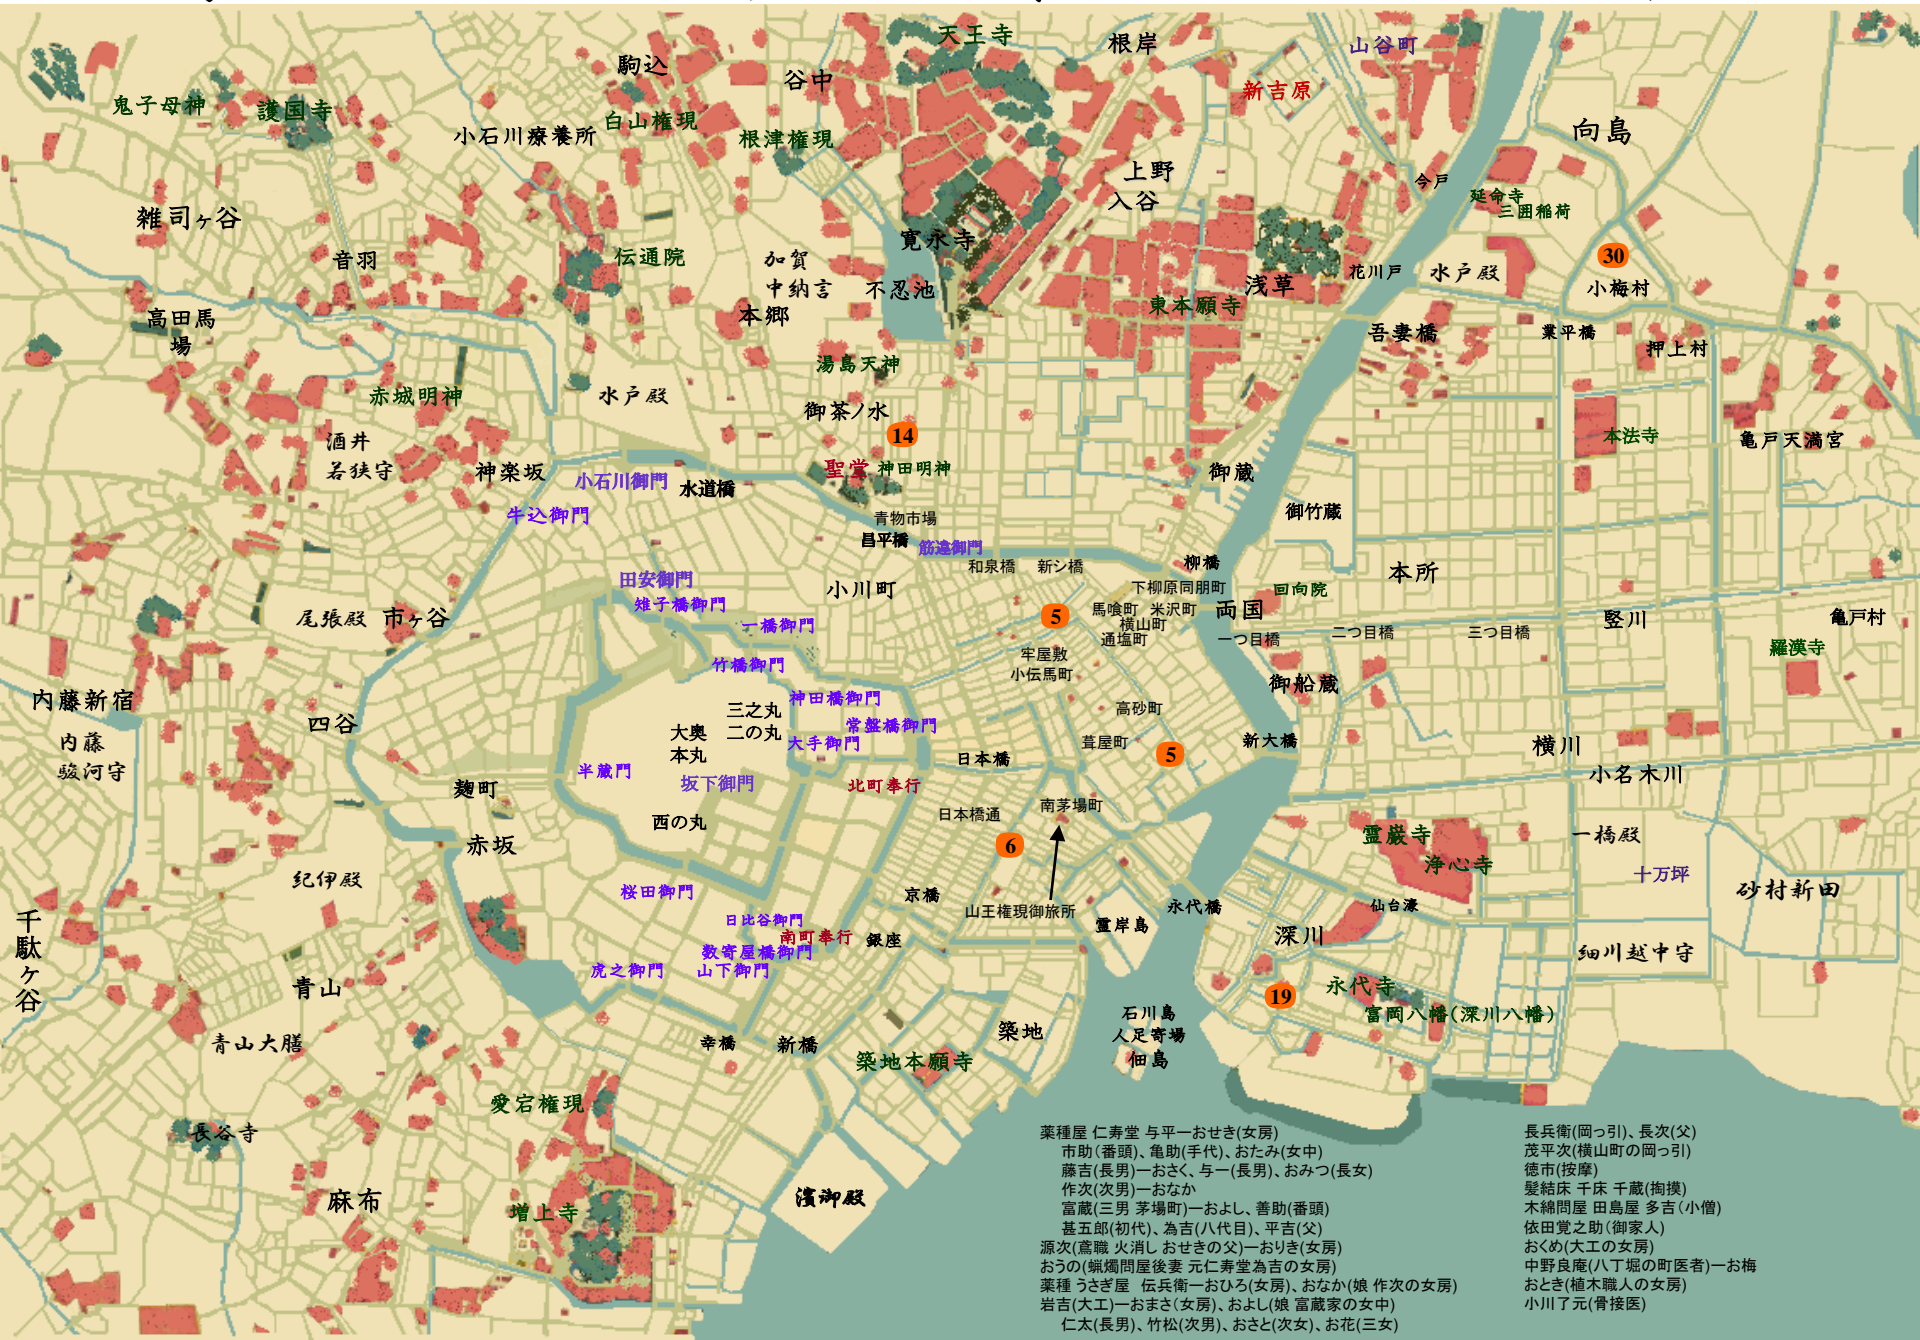 天王寺
根岸
山谷町
駒込
谷中
新吉原
鬼子母神
護国寺
小石川療養所
白山権現
根津権現
向島
上野
入谷
今戸
延命寺
三囲稲荷
雑司ヶ谷
音羽
伝通院
加賀
中納言
本郷
寛永寺
不忍池
浅草
東本願寺
花川戸
水戸殿
30
小梅村
高田馬
場
湯島天神
吾妻橋
業平橋
押上村
赤城明神
水戸殿
御茶ノ水
14
本法寺
亀戸天満宮
酒井
若狭守
神楽坂
小石川御門
水道橋
聖堂
神田明神
御蔵
牛込御門
青物市場
昌平橋
筋違御門
御竹蔵
和泉橋
新シ橋
柳橋
本所
田安御門
雉子橋御門
小川町
下柳原同朋町
回向院
尾張殿
市ヶ谷
一橋御門
5
馬喰町
米沢町
横山町
通塩町
両国
一つ目橋
二つ目橋
三つ目橋
竪川
亀戸村
羅漢寺
竹橋御門
牢屋敷
小伝馬町
御船蔵
内藤新宿
四谷
神田橋御門
三之丸
二の丸
常盤橋御門
大手御門
大奥
本丸
高砂町
葺屋町
5
新大橋
横川
内藤
駿河守
半蔵門
坂下御門
北町奉行
日本橋
小名木川
麹町
西の丸
日本橋通
南茅場町
6
赤坂
霊巌寺
浄心寺
一橋殿
十万坪
砂村新田
紀伊殿
桜田御門
京橋
山王権現御旅所
霊岸島
永代橋
仙台濠
千駄ヶ谷
日比谷御門
南町奉行
銀座
数寄屋橋御門
虎之御門
山下御門
深川
細川越中守
青山
19
永代寺
富岡八幡(深川八幡)
青山大膳
幸橋
新橋
築地
築地本願寺
石川島
人足寄場
佃島
愛宕権現
長谷寺
麻布
増上寺
濱御殿
薬種屋 仁寿堂 与平ーおせき(女房)
市助(番頭)、亀助(手代)、おたみ(女中)
藤吉(長男)ーおさく、与一(長男)、おみつ(長女)
作次(次男)ーおなか
富蔵(三男 茅場町)ーおよし、善助(番頭)
甚五郎(初代)、為吉(八代目)、平吉(父)
源次(鳶職 火消し おせきの父)ーおりき(女房)
おうの(蝋燭問屋後妻 元仁寿堂為吉の女房)
薬種 うさぎ屋 伝兵衛ーおひろ(女房)、おなか(娘 作次の女房)
岩吉(大工)ーおまさ(女房)、およし(娘 富蔵家の女中)
仁太(長男)、竹松(次男)、おさと(次女)、お花(三女)
長兵衛(岡っ引)、長次(父)
茂平次(横山町の岡っ引)
徳市(按摩)
髪結床 千床 千蔵(掏摸)
木綿問屋 田島屋 多吉(小僧)
依田覚之助(御家人)
おくめ(大工の女房)
中野良庵(八丁堀の町医者)ーお梅
おとき(植木職人の女房)
小川了元(骨接医)